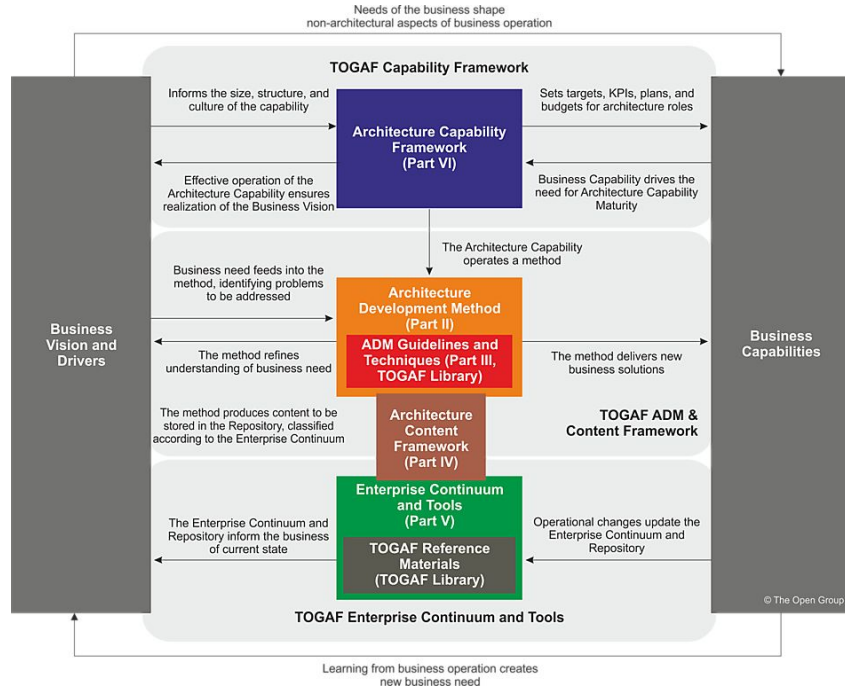 Needs of the business shape
non-architectural aspects of business operation
TOGAF Capability Framework
Informs the size, structure, and
culture of the capability
Sets targets, KPIs, plans, and
budgets for architecture roles
Architecture Capability
Framework
(Part VI)
Effective operation of the
Architecture Capability ensures
realization of the Business Vision
Business Capability drives the
need for Architecture Capability
Maturity
The Architecture Capability
operates a method
Business need feeds into the
method, identifying problems
to be addressed
Architecture
Development Method
(Part II)
Business
Vision and
Drivers
Business
Capabilities
ADM Guidelines and
Techniques (Part III,
TOGAF Library)
The method refines
understanding of business need
The method delivers new
business solutions
The method produces content to be
stored in the Repository, classified
according to the Enterprise Continuum
Architecture
Content
Framework
(Part IV)
TOGAF ADM &
Content Framework
Enterprise Continuum
and Tools
(Part V)
The Enterprise Continuum and
Repository inform the business
of current state
Operational changes update the
Enterprise Continuum and
Repository
TOGAF Reference
Materials
(TOGAF Library)
© The Open Group
TOGAF Enterprise Continuum and Tools
Learning from business operation creates
new business need